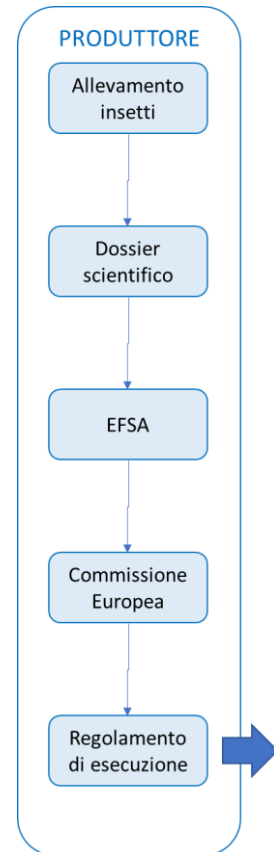 PRODUTTORE
Allevamento
insetti
Dossier
scientifico
EFSA
Commissione
Europea
Regolamento
di esecuzione